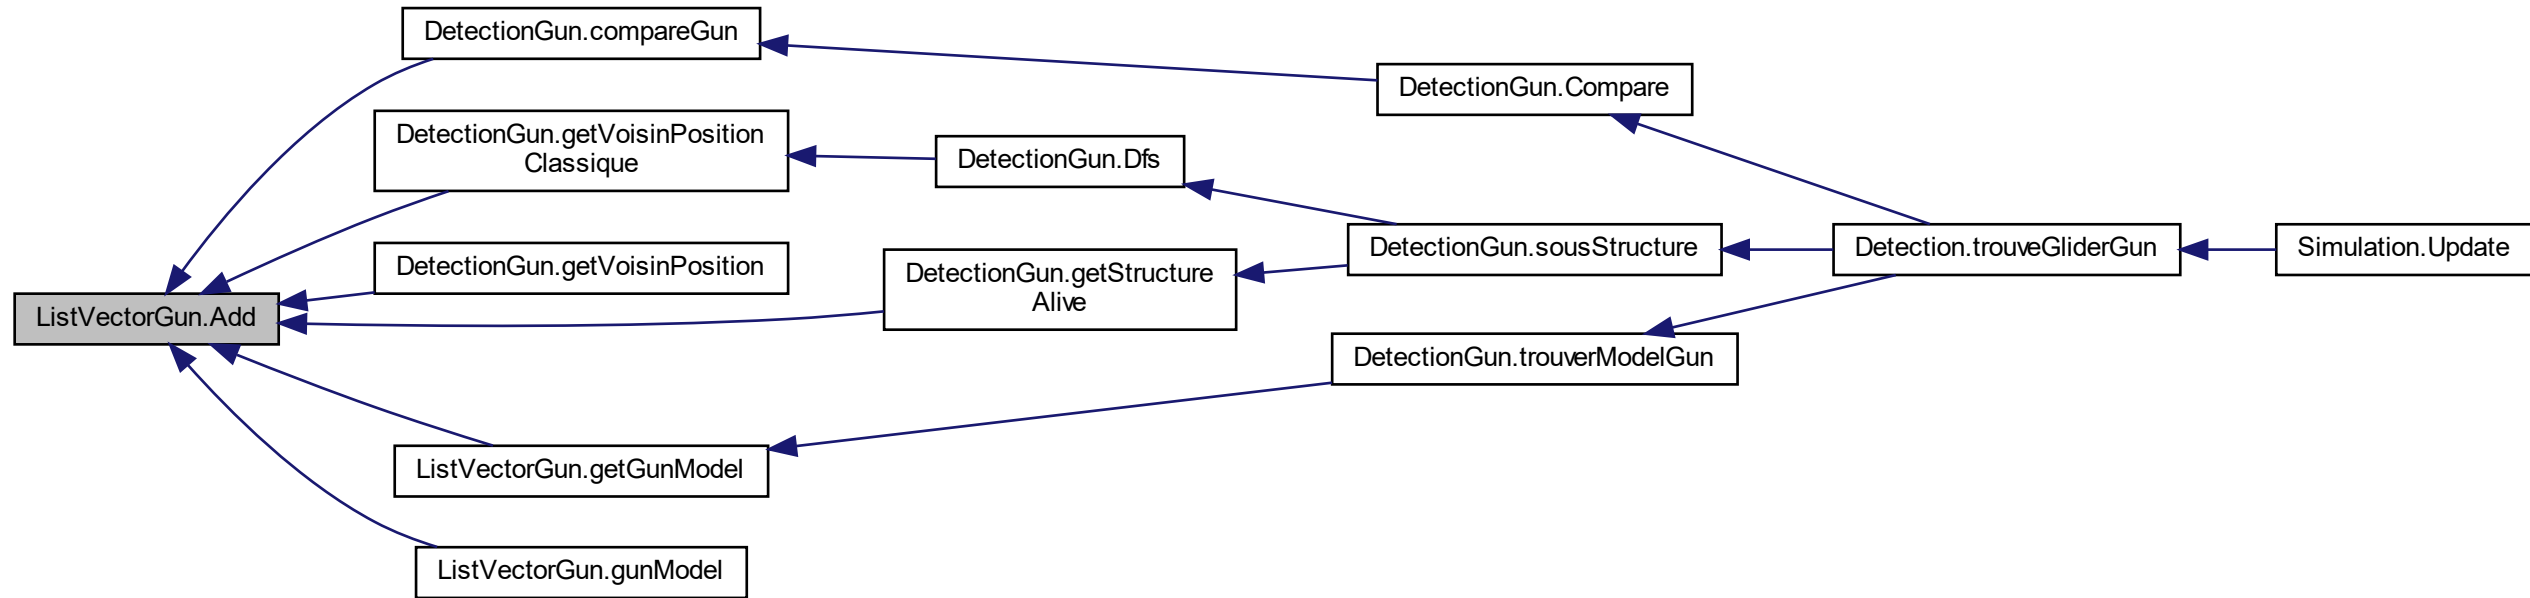 DetectionGun.compareGun
DetectionGun.Compare
DetectionGun.getVoisinPosition
Classique
DetectionGun.Dfs
DetectionGun.getVoisinPosition
DetectionGun.getStructure
Alive
DetectionGun.sousStructure
Detection.trouveGliderGun
Simulation.Update
ListVectorGun.Add
DetectionGun.trouverModelGun
ListVectorGun.getGunModel
ListVectorGun.gunModel